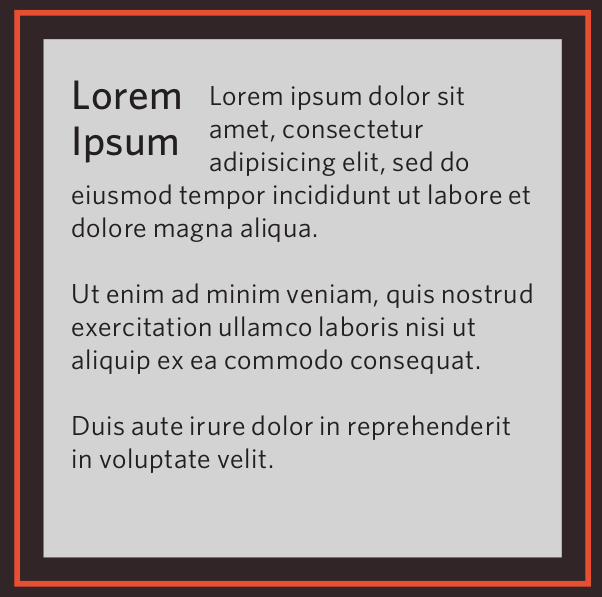 Lorem
Ipsum
Lorem ipsum dolor sit
amet, consectetur
adipisicing elit, sed do
eiusmod tempor incididunt ut labore et
dolore magna aliqua.
Ut enim ad minim veniam, quis nostrud
exercitation ullamco laboris nisi ut
aliquip ex ea commodo consequat.
Duis aute irure dolor in reprehenderit
in voluptate velit.